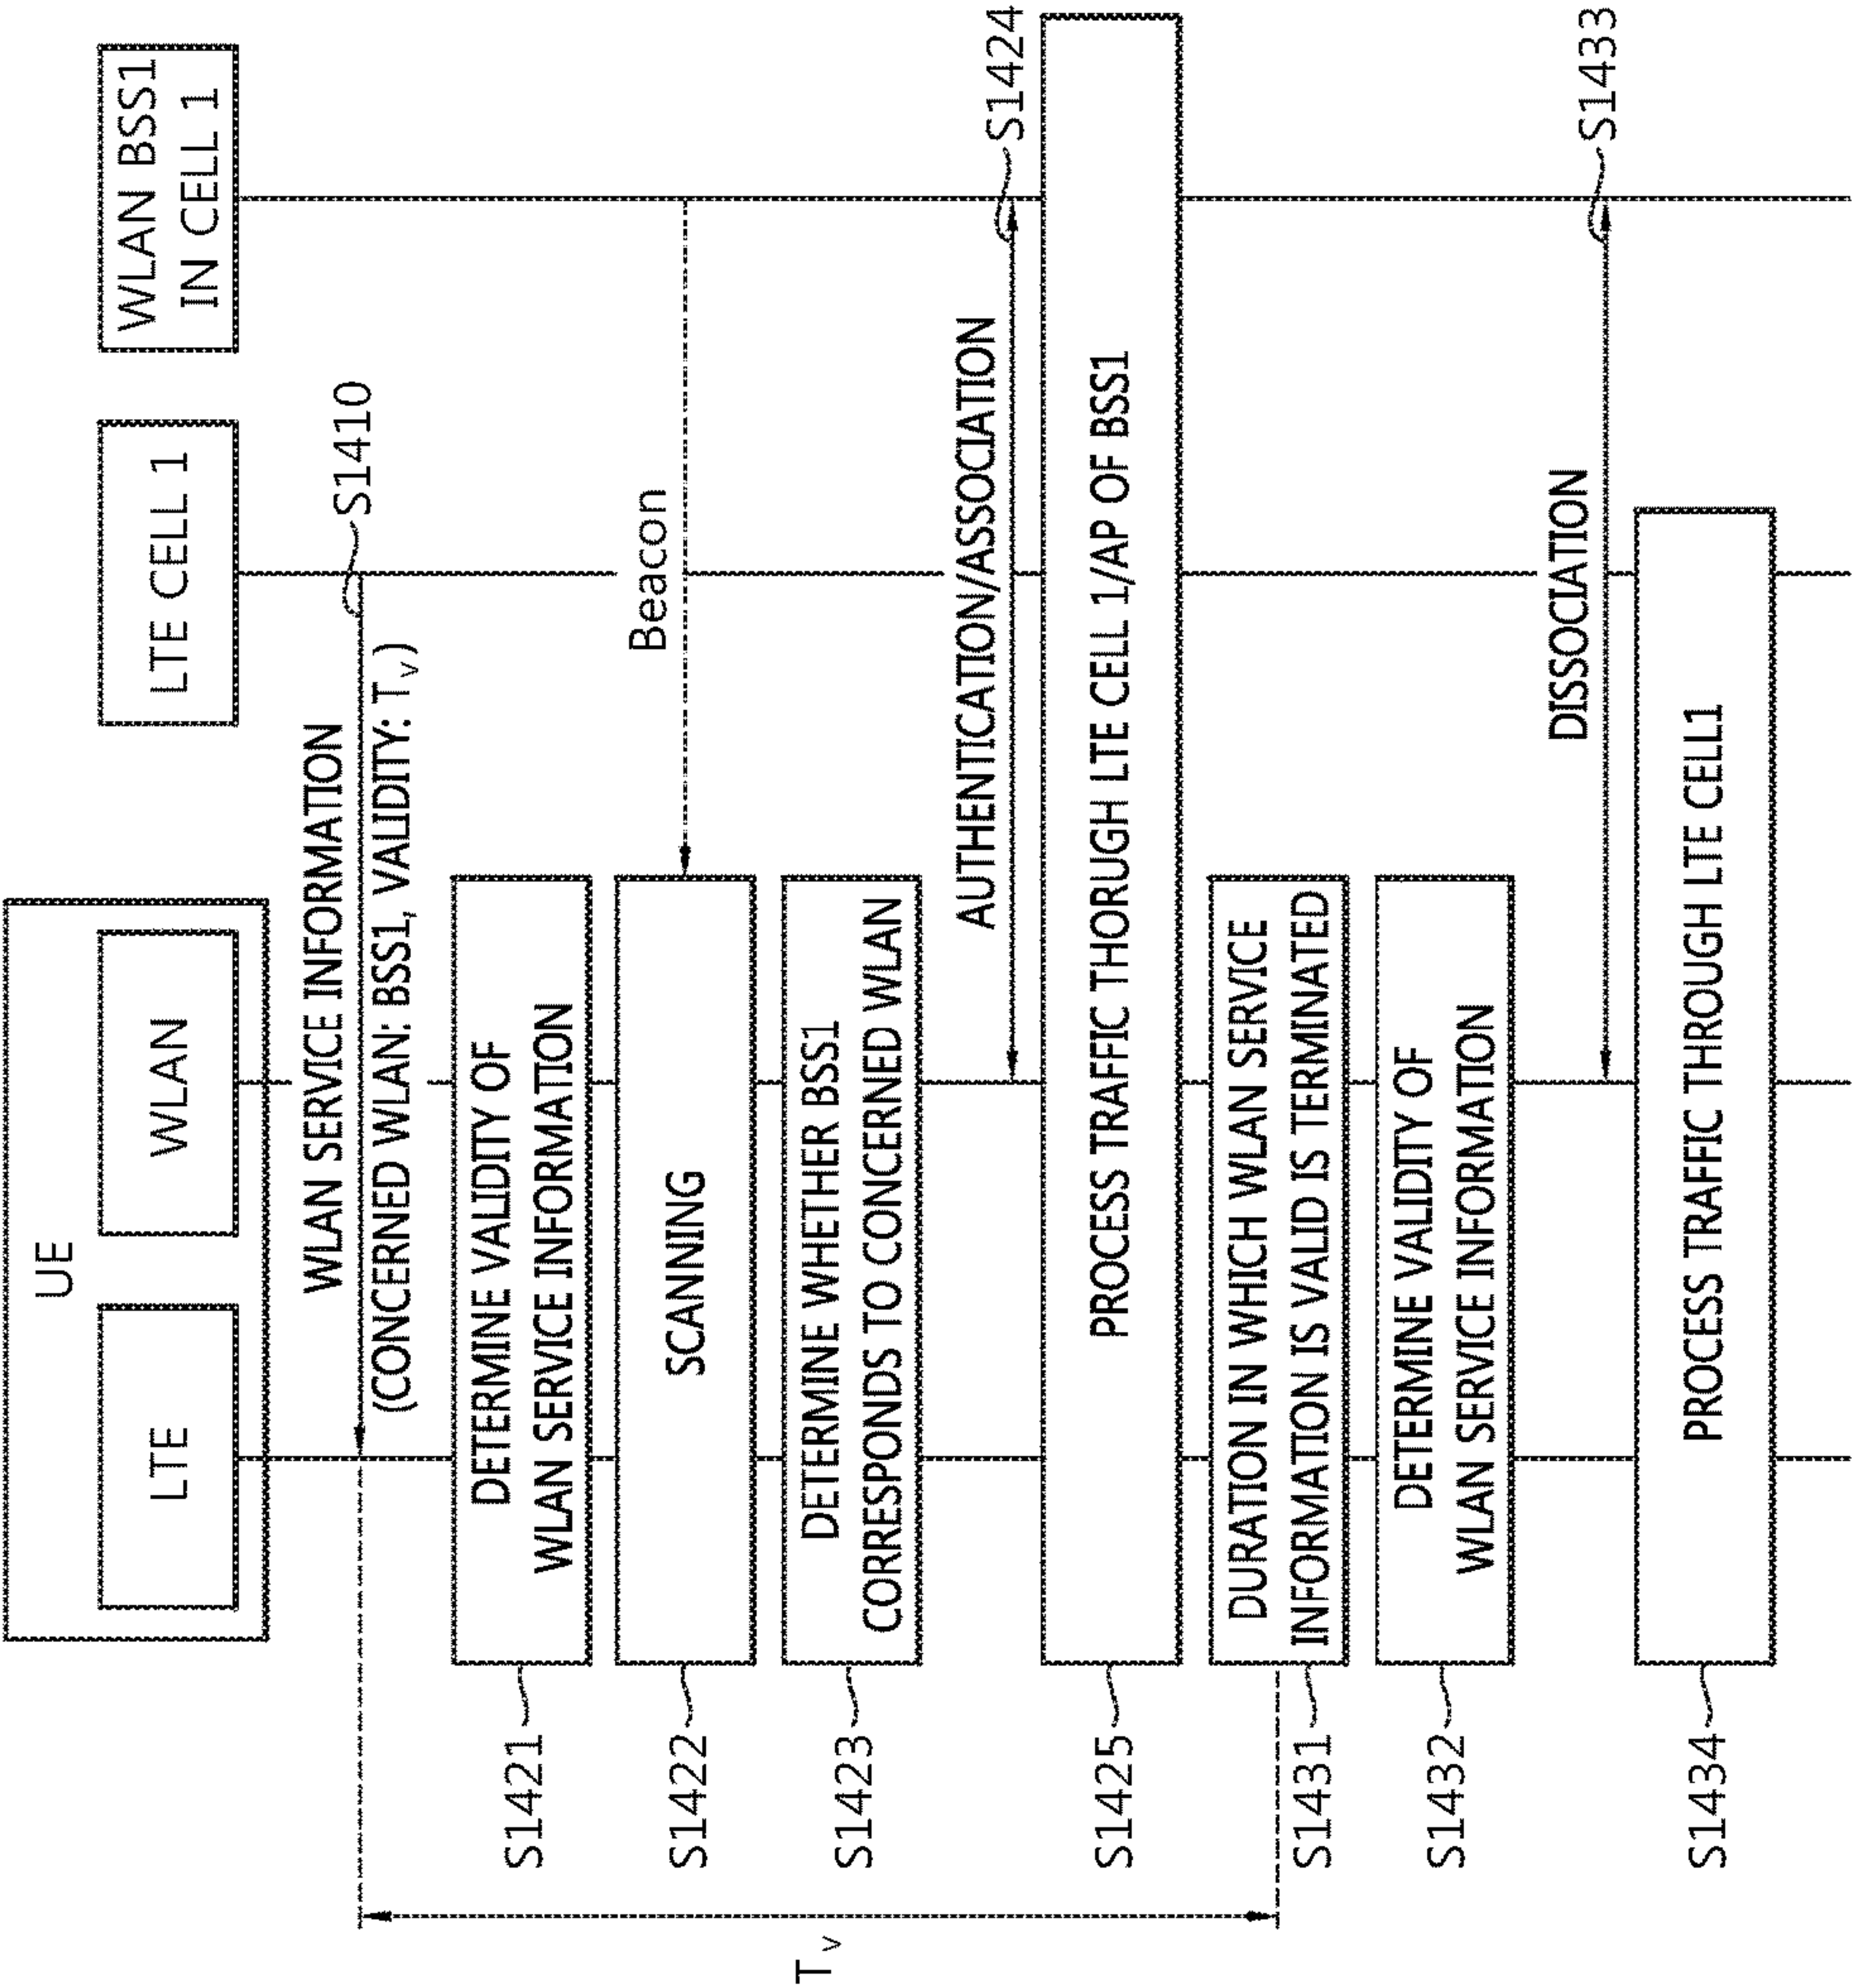 UE
LTE
WLAN
LTE CELL 1
WLAN BSS1
IN CELL 1
WLAN SERVICE INFORMATION
S1410
(CONCERNED WLAN: BSS1, VALIDITY: Tv)
S1421
DETERMINE VALIDITY OF
WLAN SERVICE INFORMATION
Beacon
S1422
SCANNING
S1423
DETERMINE WHETHER BSS1
CORRESPONDS TO CONCERNED WLAN
AUTHENTICATION/ASSOCIATION
S1424
S1425
PROCESS TRAFFIC THORUGH LTE CELL 1/AP OF BSS1
Tv
S1431
DURATION IN WHICH WLAN SERVICE
INFORMATION IS VALID IS TERMINATED
S1432
DETERMINE VALIDITY OF
WLAN SERVICE INFORMATION
DISSOCIATION
S1433
S1434
PROCESS TRAFFIC THROUGH LTE CELL1